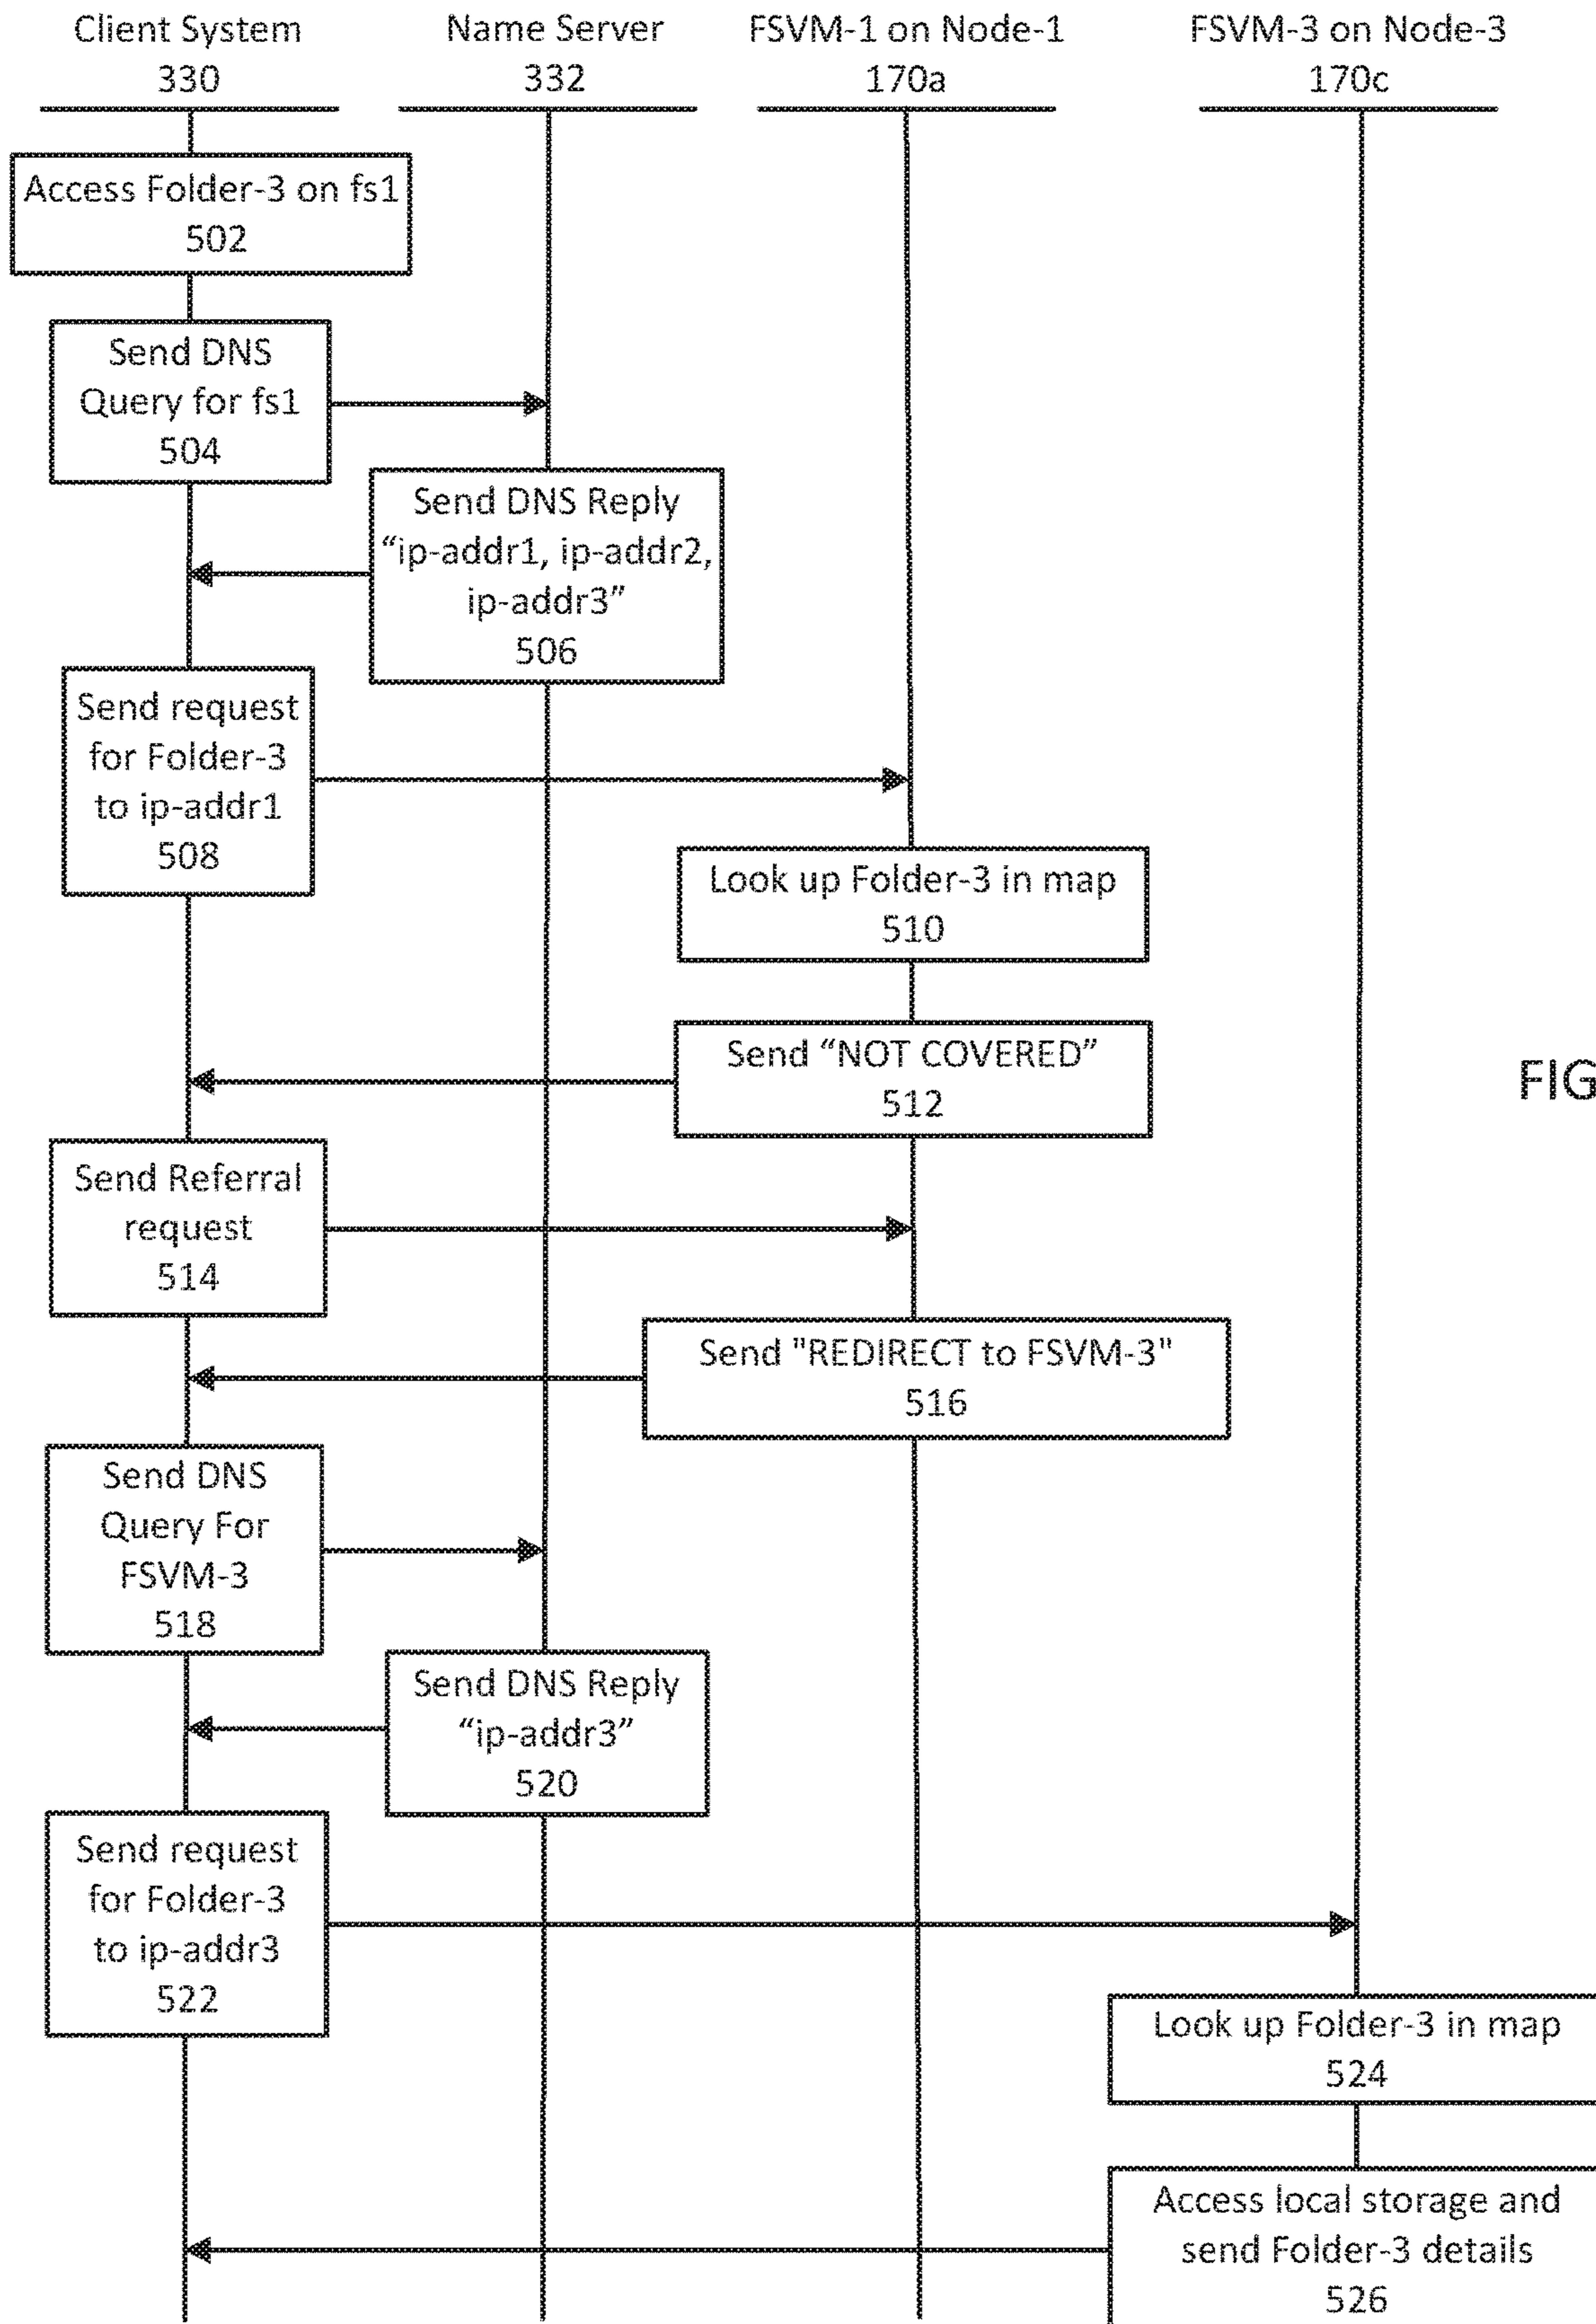 Client System
330
Name Server
332
FSVM-1 on Node-1
170a
FSVM-3 on Node-3
170c
Access Folder-3 on fs1
502
Send DNS
Query for fs1
504
Send DNS Reply
“ip-addr1, ip-addr2,
ip-addr3”
506
Send request
for Folder-3
to ip-addr1
508
Look up Folder-3 in map
510
Send “NOT COVERED”
512
FIG
Send Referral
request
514
Send "REDIRECT to FSVM-3"
516
Send DNS
Query For
FSVM-3
518
Send DNS Reply
“ip-addr3”
520
Send request
for Folder-3
to ip-addr3
522
Look up Folder-3 in map
524
Access local storage and
send Folder-3 details
526